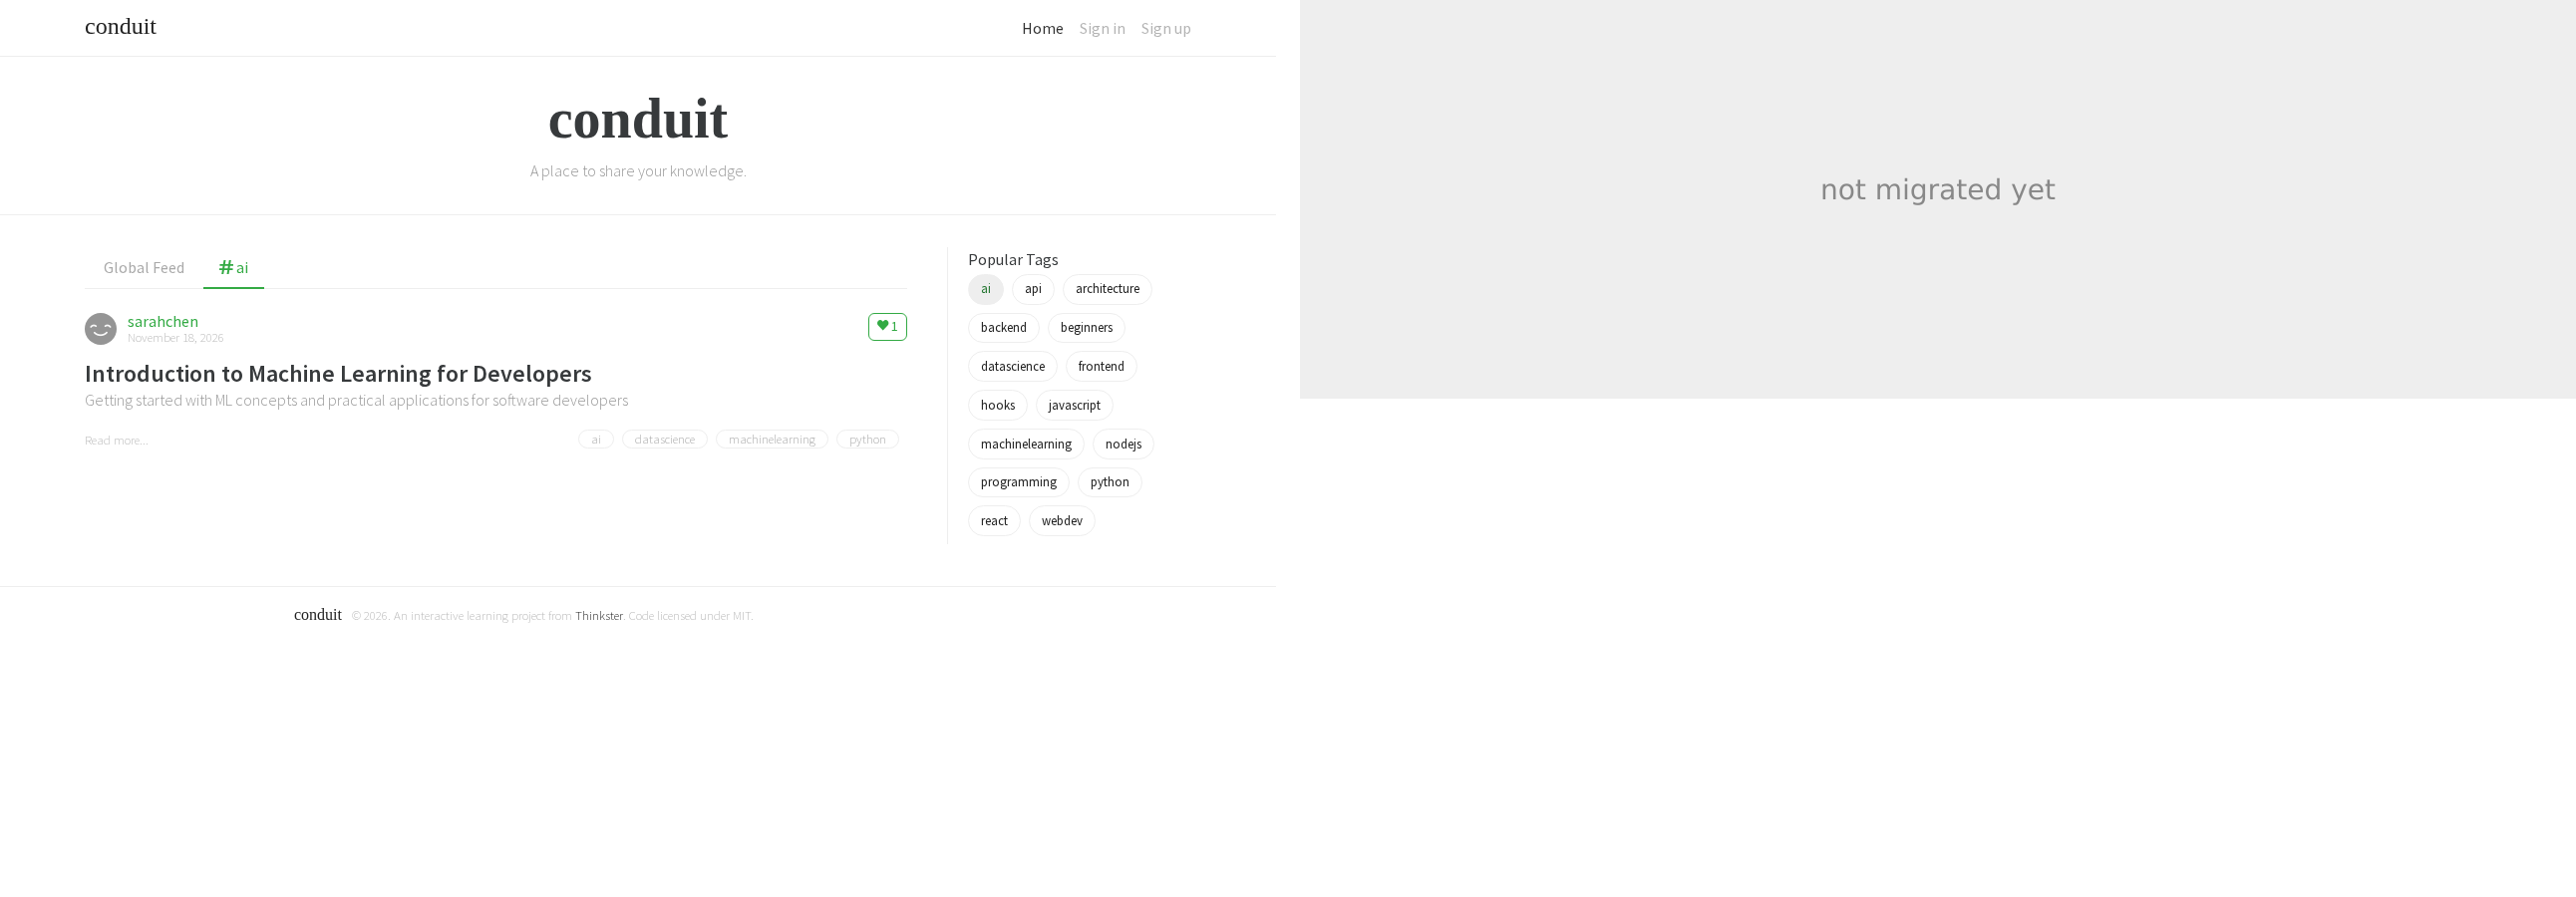 conduit
Home Sign in Sign up
conduit
A place to share your knowledge.
Global Feed # ai
sarahchen
November 18, 2026
1
Introduction to Machine Learning for Developers
Getting started with ML concepts and practical applications for software developers
Read more...
ai datascience machinelearning python
Popular Tags
ai api architecture
backend beginners
datascience frontend
hooks javascript
machinelearning nodejs
programming python
react webdev
conduit © 2026. An interactive learning project from Thinkster. Code licensed under MIT.
not migrated yet